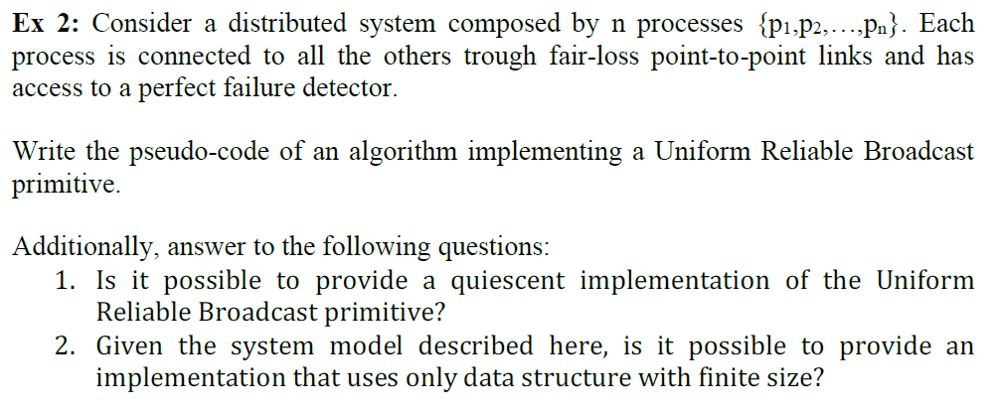 Ex 2: Consider a distributed system composed by n processes {p1,p2,…,pn}. Each
process is connected to all the others trough fair-loss point-to-point links and has
access to a perfect failure detector.
Write the pseudo-code of an algorithm implementing a Uniform Reliable Broadcast
primitive.
Additionally, answer to the following questions:
1. Is it possible to provide a quiescent implementation of the Uniform
Reliable Broadcast primitive?
2. Given the system model described here, is it possible to provide an
implementation that uses only data structure with finite size?